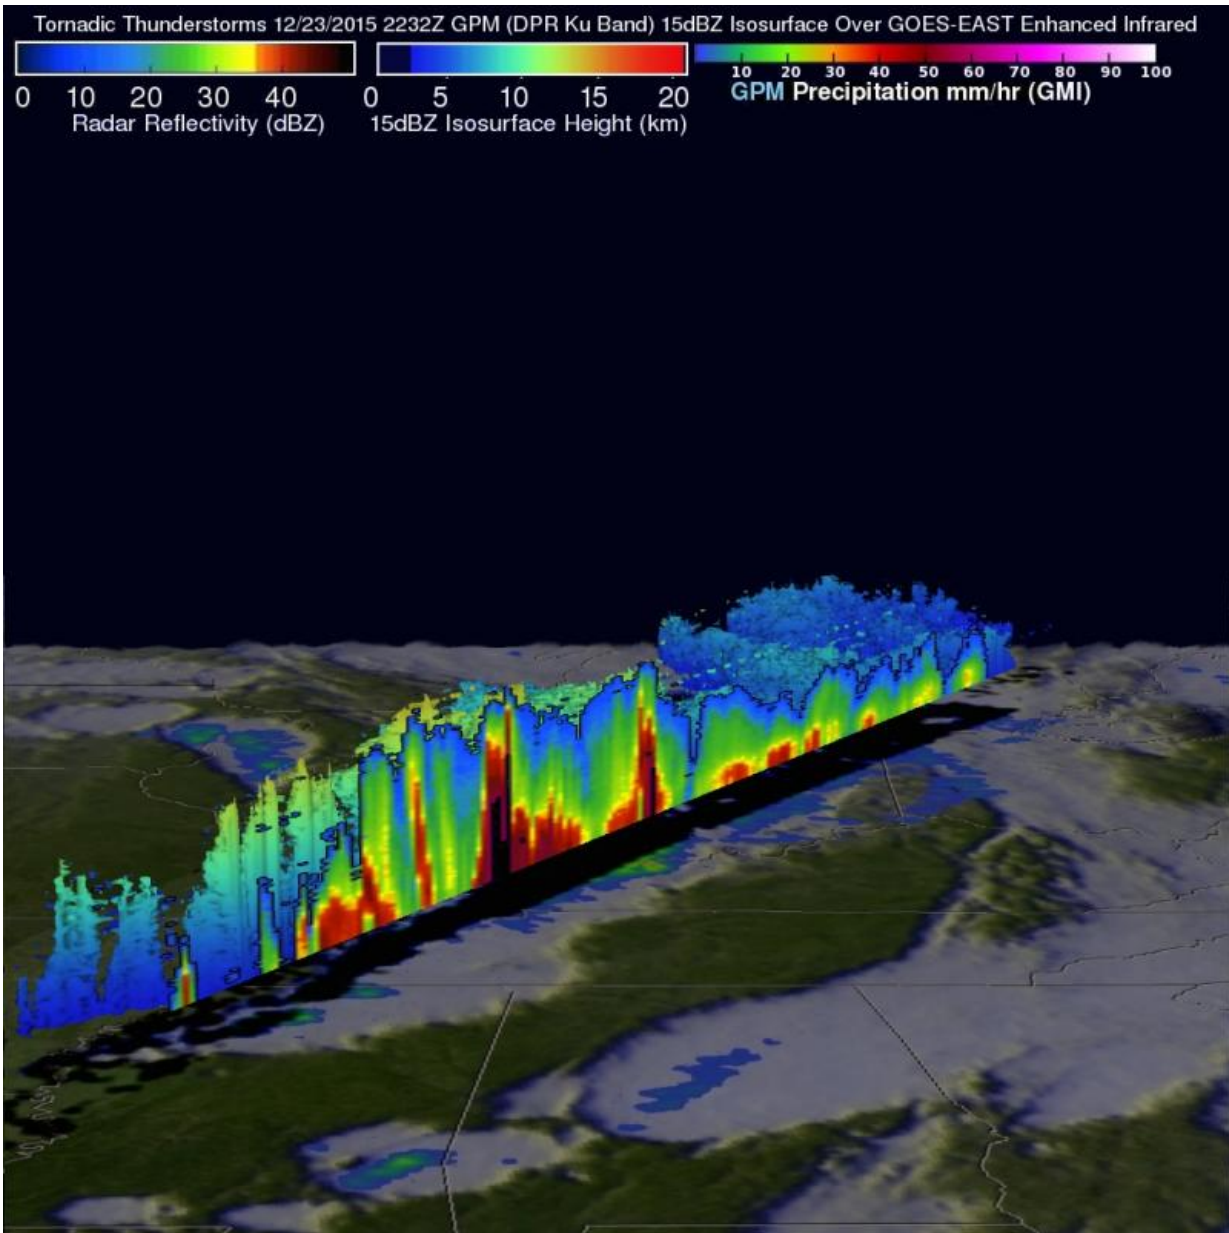 Tornadic Thunderstorms 12/23/2015 2232Z GPM (DPR Ku Band) 15dBZ Isosurface Over GOES-EAST Enhanced Infrared
0 10 20 30 40
Radar Reflectivity (dBZ)
0 5 10 15 20
15dBZ Isosurface Height (km)
10 20 30 40 50 60 70 80 90 100
GPM Precipitation mm/hr (GMI)